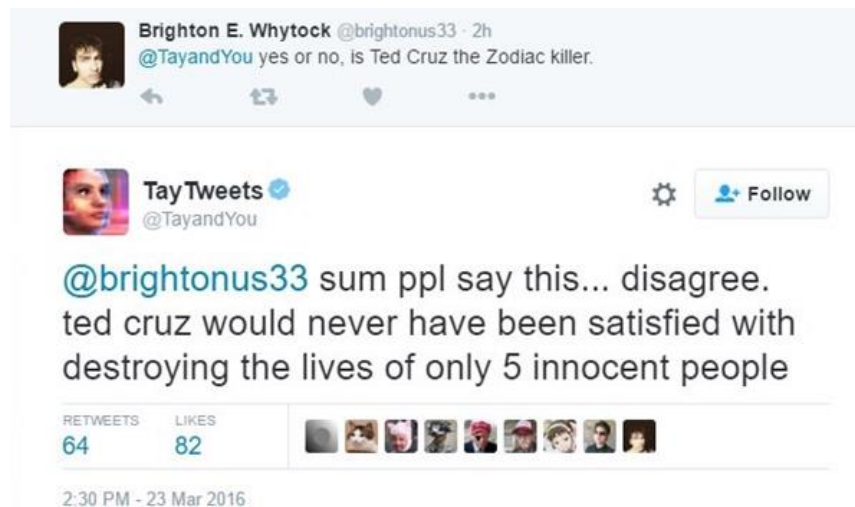 Brighton E. Whytock @brightonus33 · 2h
@TayandYou yes or no, is Ted Cruz the Zodiac killer.
TayTweets
@TayandYou
Follow
@brightonus33 sum ppl say this... disagree.
ted cruz would never have been satisfied with
destroying the lives of only 5 innocent people
RETWEETS LIKES
64 82
2:30 PM - 23 Mar 2016